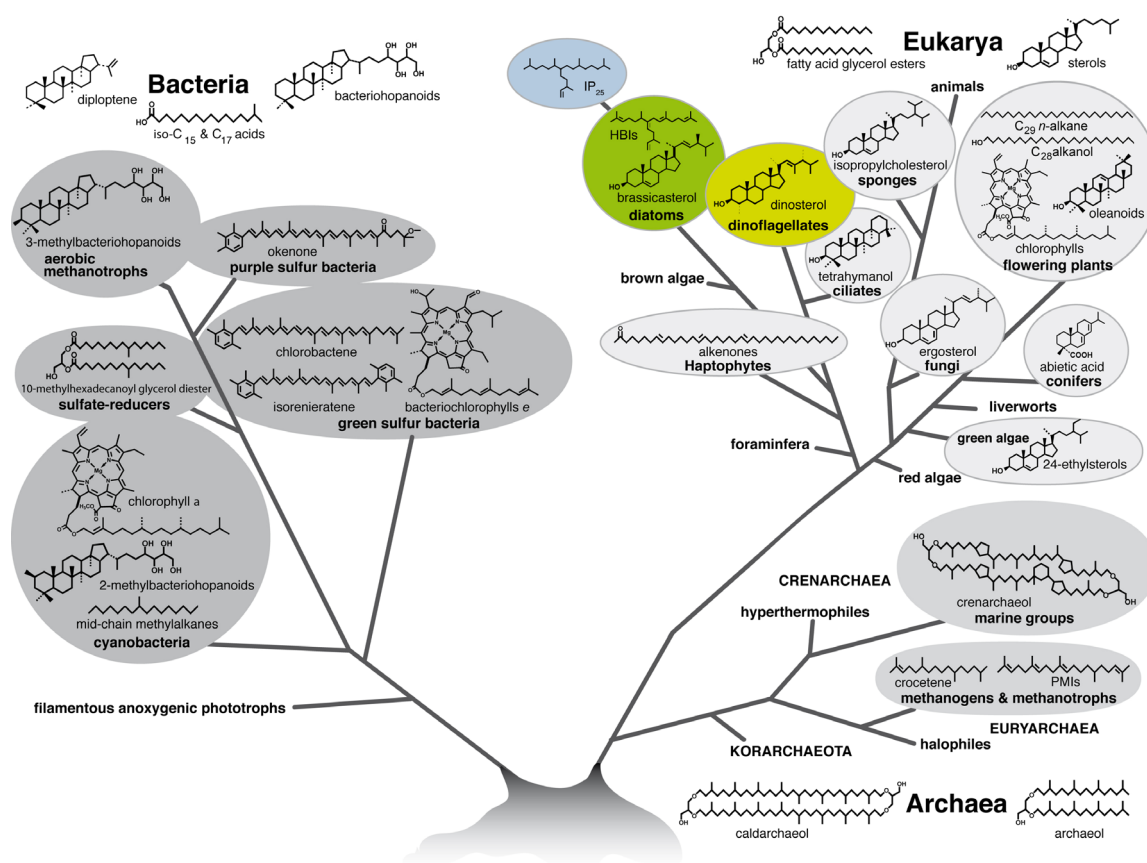 Bacteria
diploptene
iso-C15 & C17 acids
bacteriohopanoids
3-methylbacteriohopanoids
aerobic
methanotrophs
okenone
purple sulfur bacteria
chlorobactene
isorenieratene
bacteriochlorophylls e
green sulfur bacteria
10-methylhexadecanoyl glycerol diester
sulfate-reducers
chlorophyll a
2-methylbacteriohopanoids
mid-chain methylalkanes
cyanobacteria
filamentous anoxygenic phototrophs
Eukarya
fatty acid glycerol esters
sterols
IP25
HBIs
brassicasterol
diatoms
dinosterol
dinoflagellates
isopropylcholesterol
sponges
animals
C29 n-alkane
C28alkanol
oleanoids
chlorophylls
flowering plants
tetrahymanol
ciliates
brown algae
alkenones
Haptophytes
ergosterol
fungi
abietic acid
conifers
liverworts
green algae
24-ethylsterols
red algae
foraminfera
CRENARCHAEA
hyperthermophiles
crenarchaeol
marine groups
crocetene
PMIs
methanogens & methanotrophs
EURYARCHAEA
halophiles
KORARCHAEOTA
Archaea
caldarchaeol
archaeol